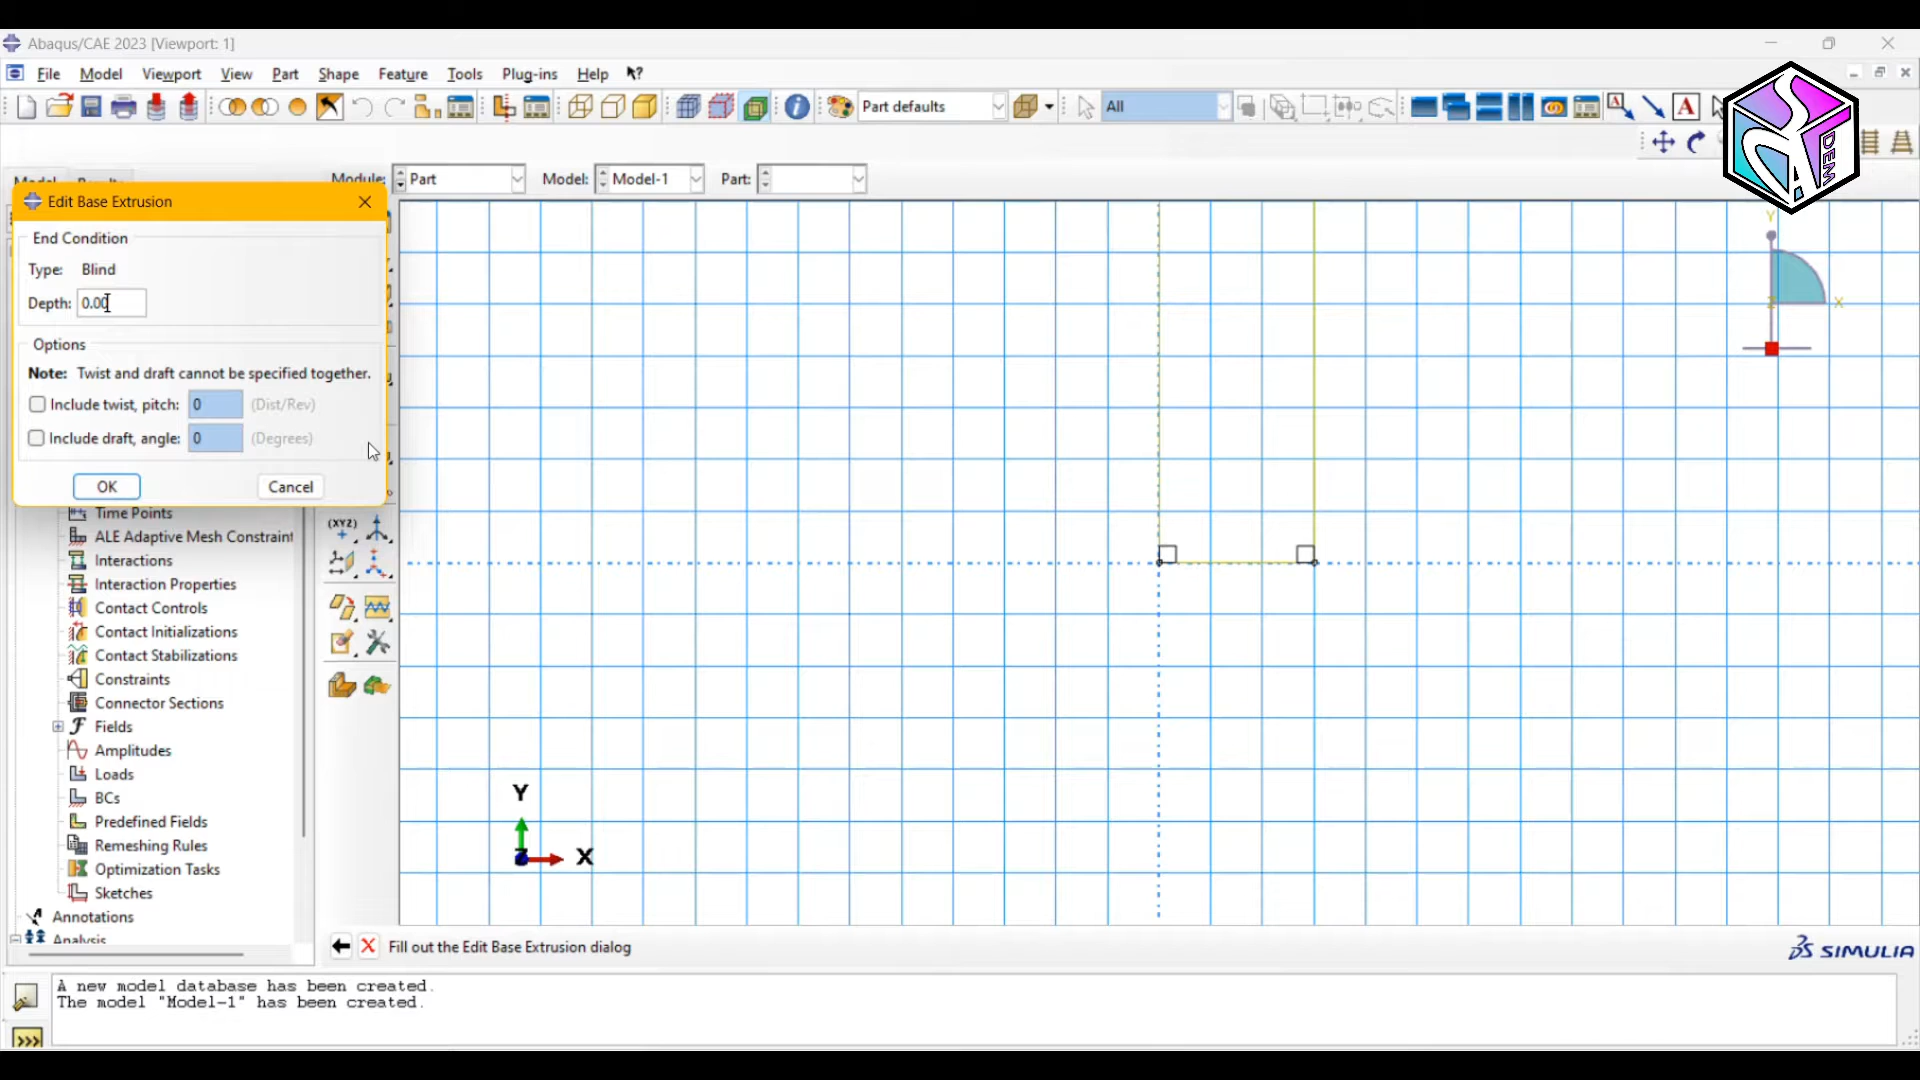 Abaqus/CAE 2023 [Viewport: 1]
File Model Viewport View Part Shape Feature Tools Plug-ins Help
Part defaults
All
Module: Part Model: Model-1 Part:
Edit Base Extrusion
End Condition
Type: Blind
Depth: 0.00
Options
Note: Twist and draft cannot be specified together.
Include twist, pitch: 0 (Dist/Rev)
Include draft, angle: 0 (Degrees)
OK Cancel
Time Points
ALE Adaptive Mesh Constraint
Interactions
Interaction Properties
Contact Controls
Contact Initializations
Contact Stabilizations
Constraints
Connector Sections
Fields
Amplitudes
Loads
BCs
Predefined Fields
Remeshing Rules
Optimization Tasks
Sketches
Annotations
Analysis
(XYZ)
Y
X
Z
Y
X
Z
DEM
Fill out the Edit Base Extrusion dialog
SIMULIA
A new model database has been created.
The model "Model-1" has been created.
>>>